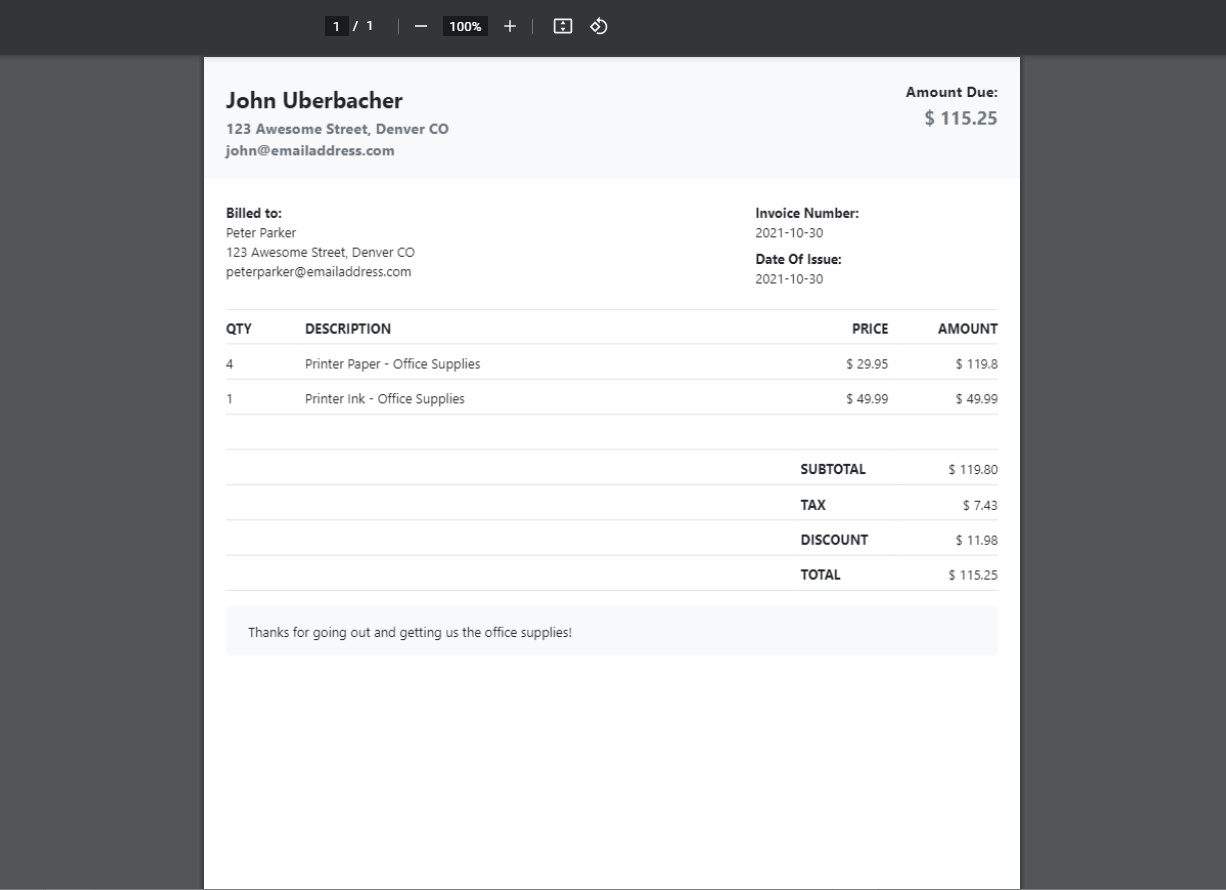 1 / 1 100%
John Uberbacher
123 Awesome Street, Denver CO
john@emailaddress.com
Amount Due:
$ 115.25
Billed to:
Peter Parker
123 Awesome Street, Denver CO
peterparker@emailaddress.com
Invoice Number:
2021-10-30
Date Of Issue:
2021-10-30
QTY DESCRIPTION PRICE AMOUNT
4 Printer Paper - Office Supplies $ 29.95 $ 119.8
1 Printer Ink - Office Supplies $ 49.99 $ 49.99
SUBTOTAL $ 119.80
TAX $ 7.43
DISCOUNT $ 11.98
TOTAL $ 115.25
Thanks for going out and getting us the office supplies!